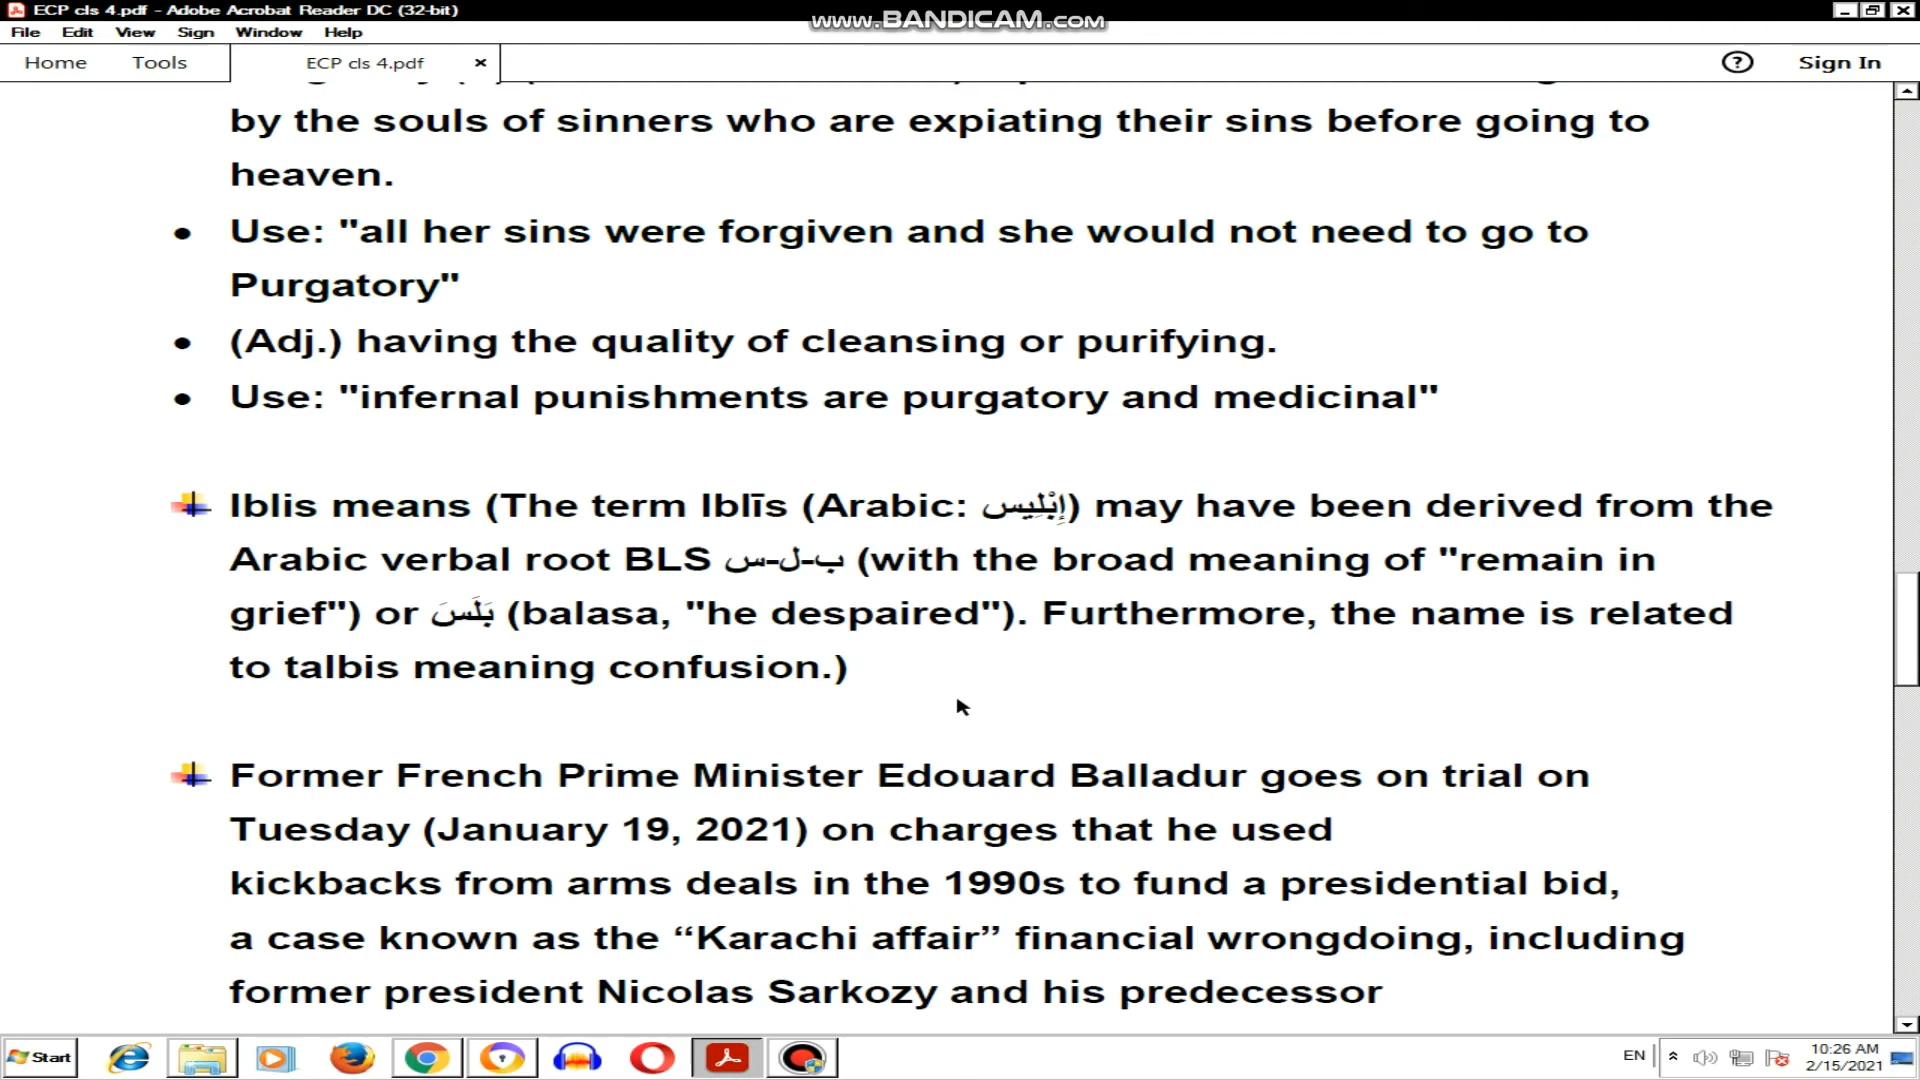 ECP cls 4.pdf - Adobe Acrobat Reader DC (32-bit)
www.BANDICAM.com
File Edit View Sign Window Help
Home Tools ECP cls 4.pdf Sign In
by the souls of sinners who are expiating their sins before going to
heaven.
• Use: "all her sins were forgiven and she would not need to go to
Purgatory"
• (Adj.) having the quality of cleansing or purifying.
• Use: "infernal punishments are purgatory and medicinal"
Iblis means (The term Iblīs (Arabic: إِبْلِيس) may have been derived from the
Arabic verbal root BLS ب-ل-س (with the broad meaning of "remain in
grief") or بَلَسَ (balasa, "he despaired"). Furthermore, the name is related
to talbis meaning confusion.)
Former French Prime Minister Edouard Balladur goes on trial on
Tuesday (January 19, 2021) on charges that he used
kickbacks from arms deals in the 1990s to fund a presidential bid,
a case known as the “Karachi affair” financial wrongdoing, including
former president Nicolas Sarkozy and his predecessor
Start EN 10:26 AM
2/15/2021